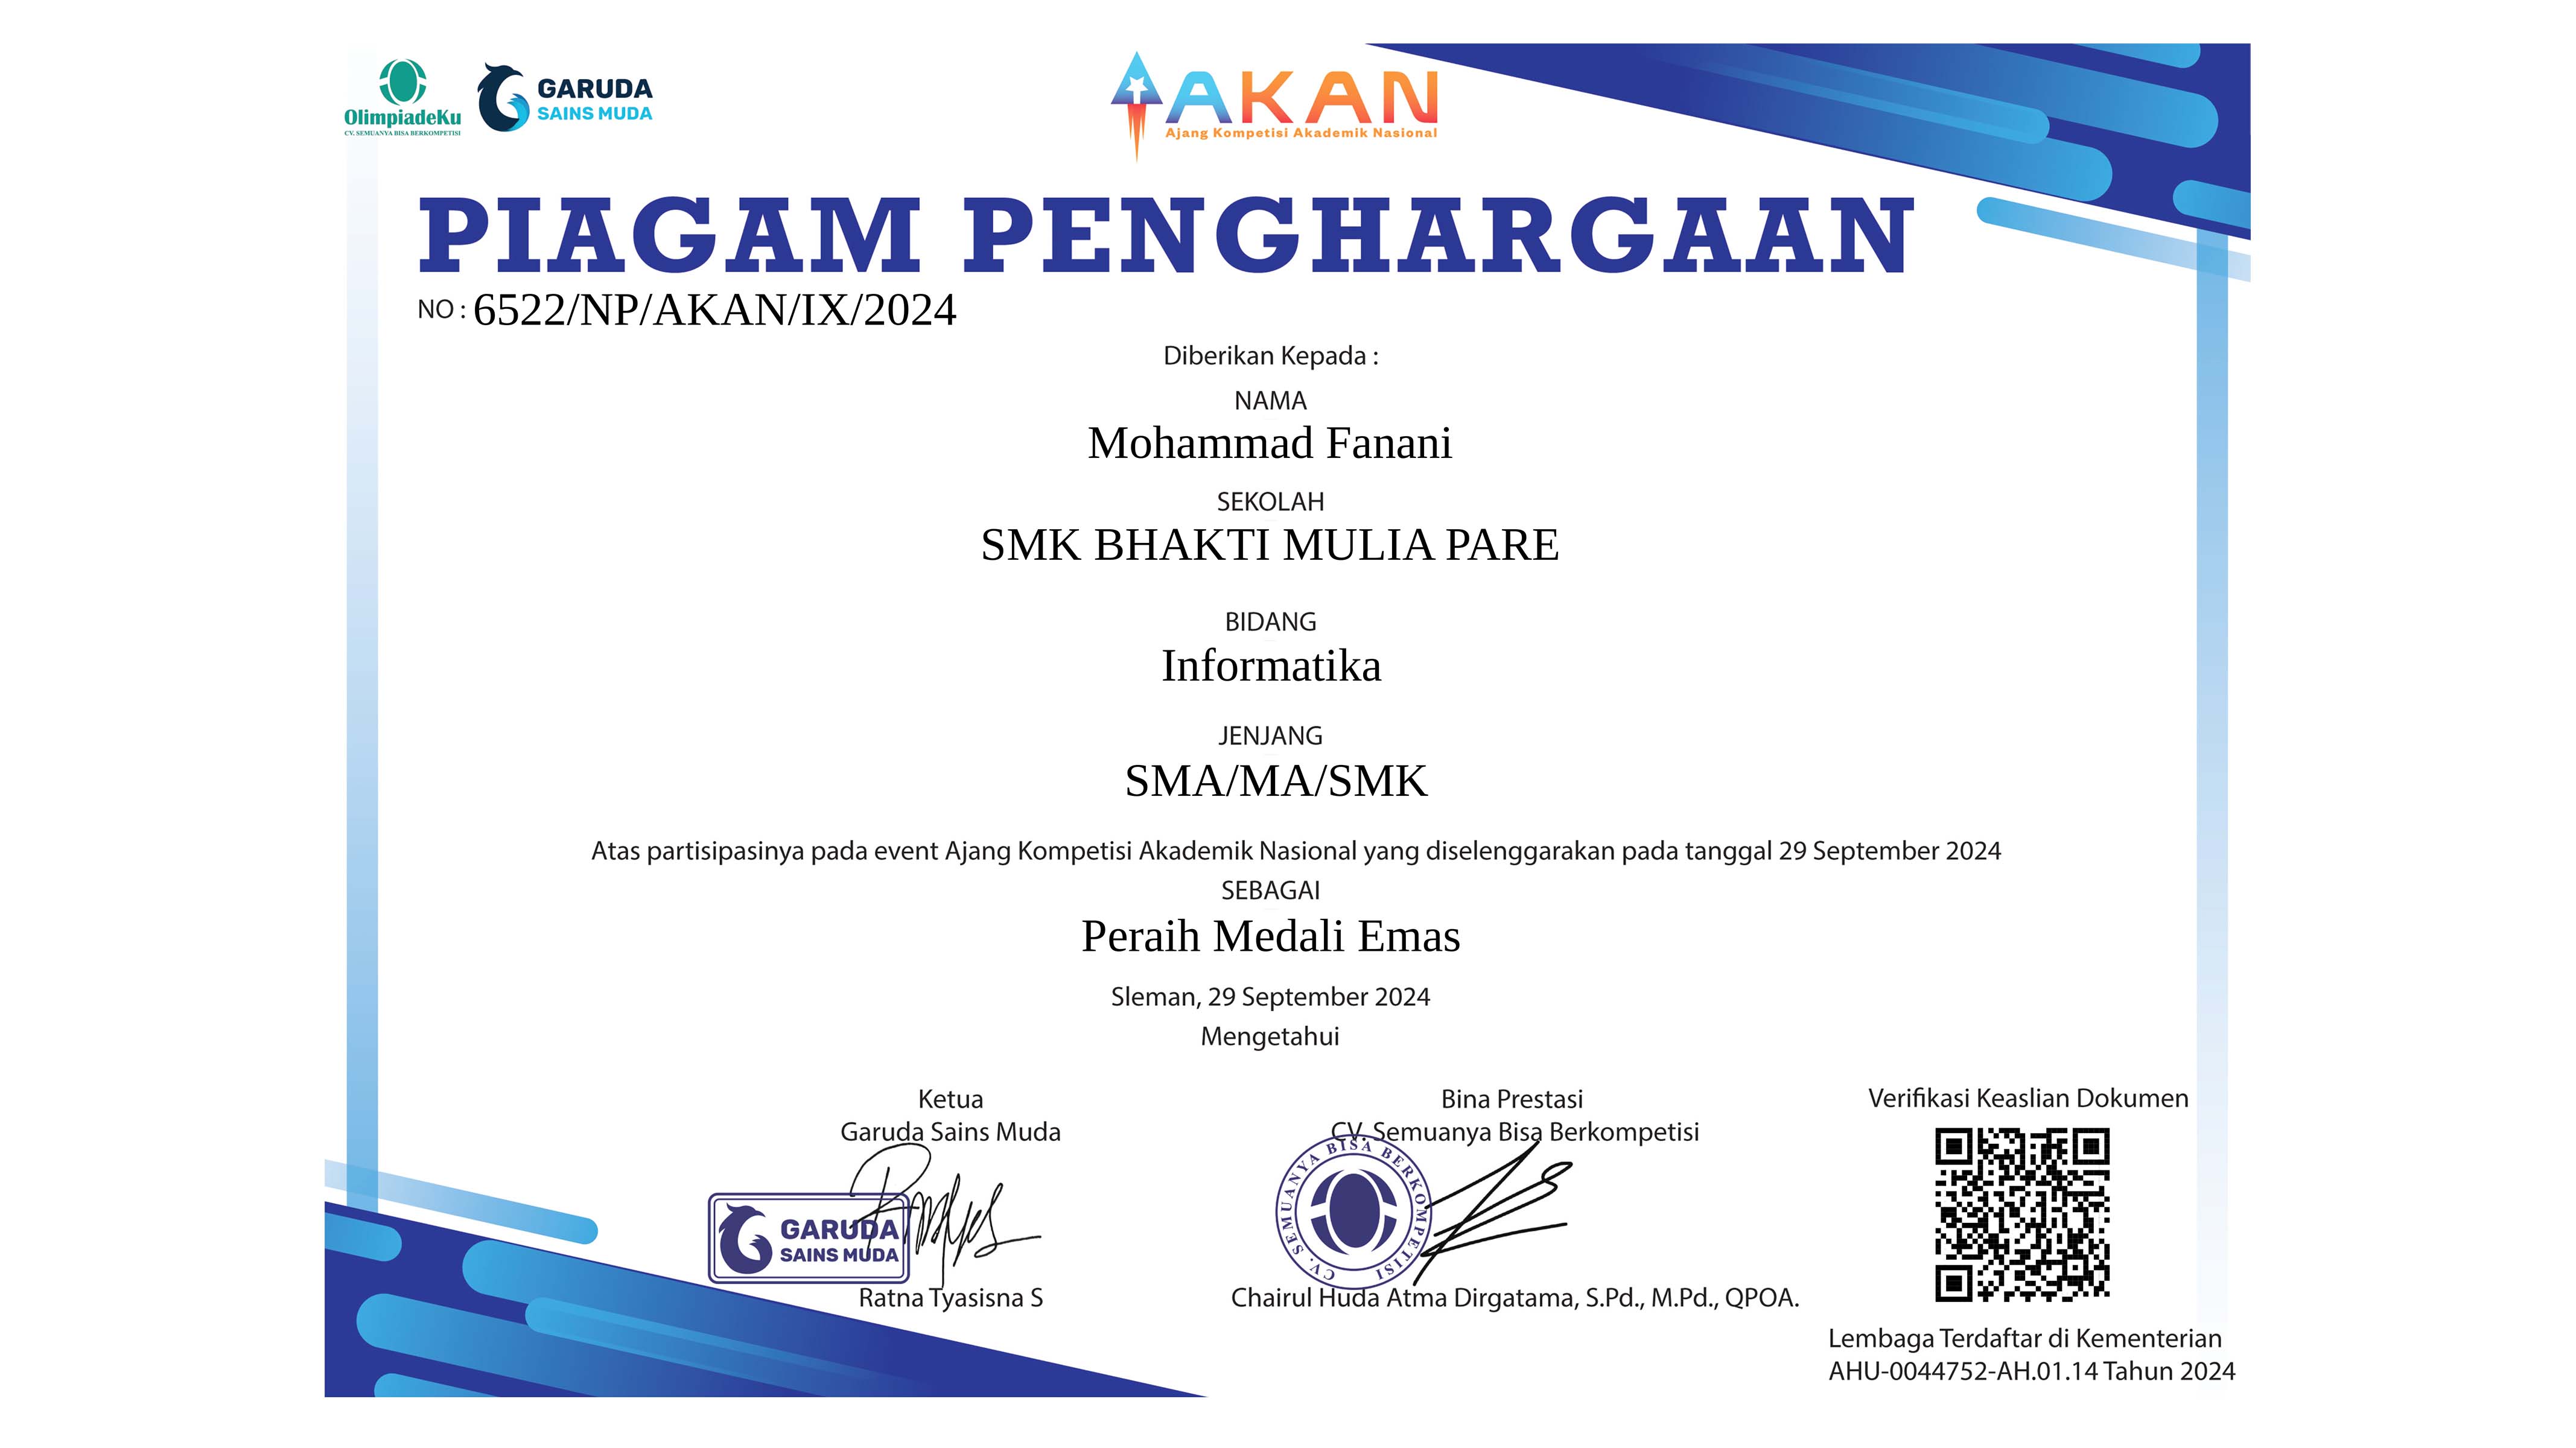 OlimpiadeKu
CV. SEMUANYA BISA BERKOMPETISI
GARUDA
SAINS MUDA
AKAN
Ajang Kompetisi Akademik Nasional
PIAGAM PENGHARGAAN
NO : 6522/NP/AKAN/IX/2024
Diberikan Kepada :
NAMA
Mohammad Fanani
SEKOLAH
SMK BHAKTI MULIA PARE
BIDANG
Informatika
JENJANG
SMA/MA/SMK
Atas partisipasinya pada event Ajang Kompetisi Akademik Nasional yang diselenggarakan pada tanggal 29 September 2024
SEBAGAI
Peraih Medali Emas
Sleman, 29 September 2024
Mengetahui
Ketua
Garuda Sains Muda
GARUDA
SAINS MUDA
Ratna Tyasisna S
Bina Prestasi
CV. Semuanya Bisa Berkompetisi
CV. SEMUANYA BISA BERKOMPETISI
Chairul Huda Atma Dirgatama, S.Pd., M.Pd., QPOA.
Verifikasi Keaslian Dokumen
Lembaga Terdaftar di Kementerian
AHU-0044752-AH.01.14 Tahun 2024